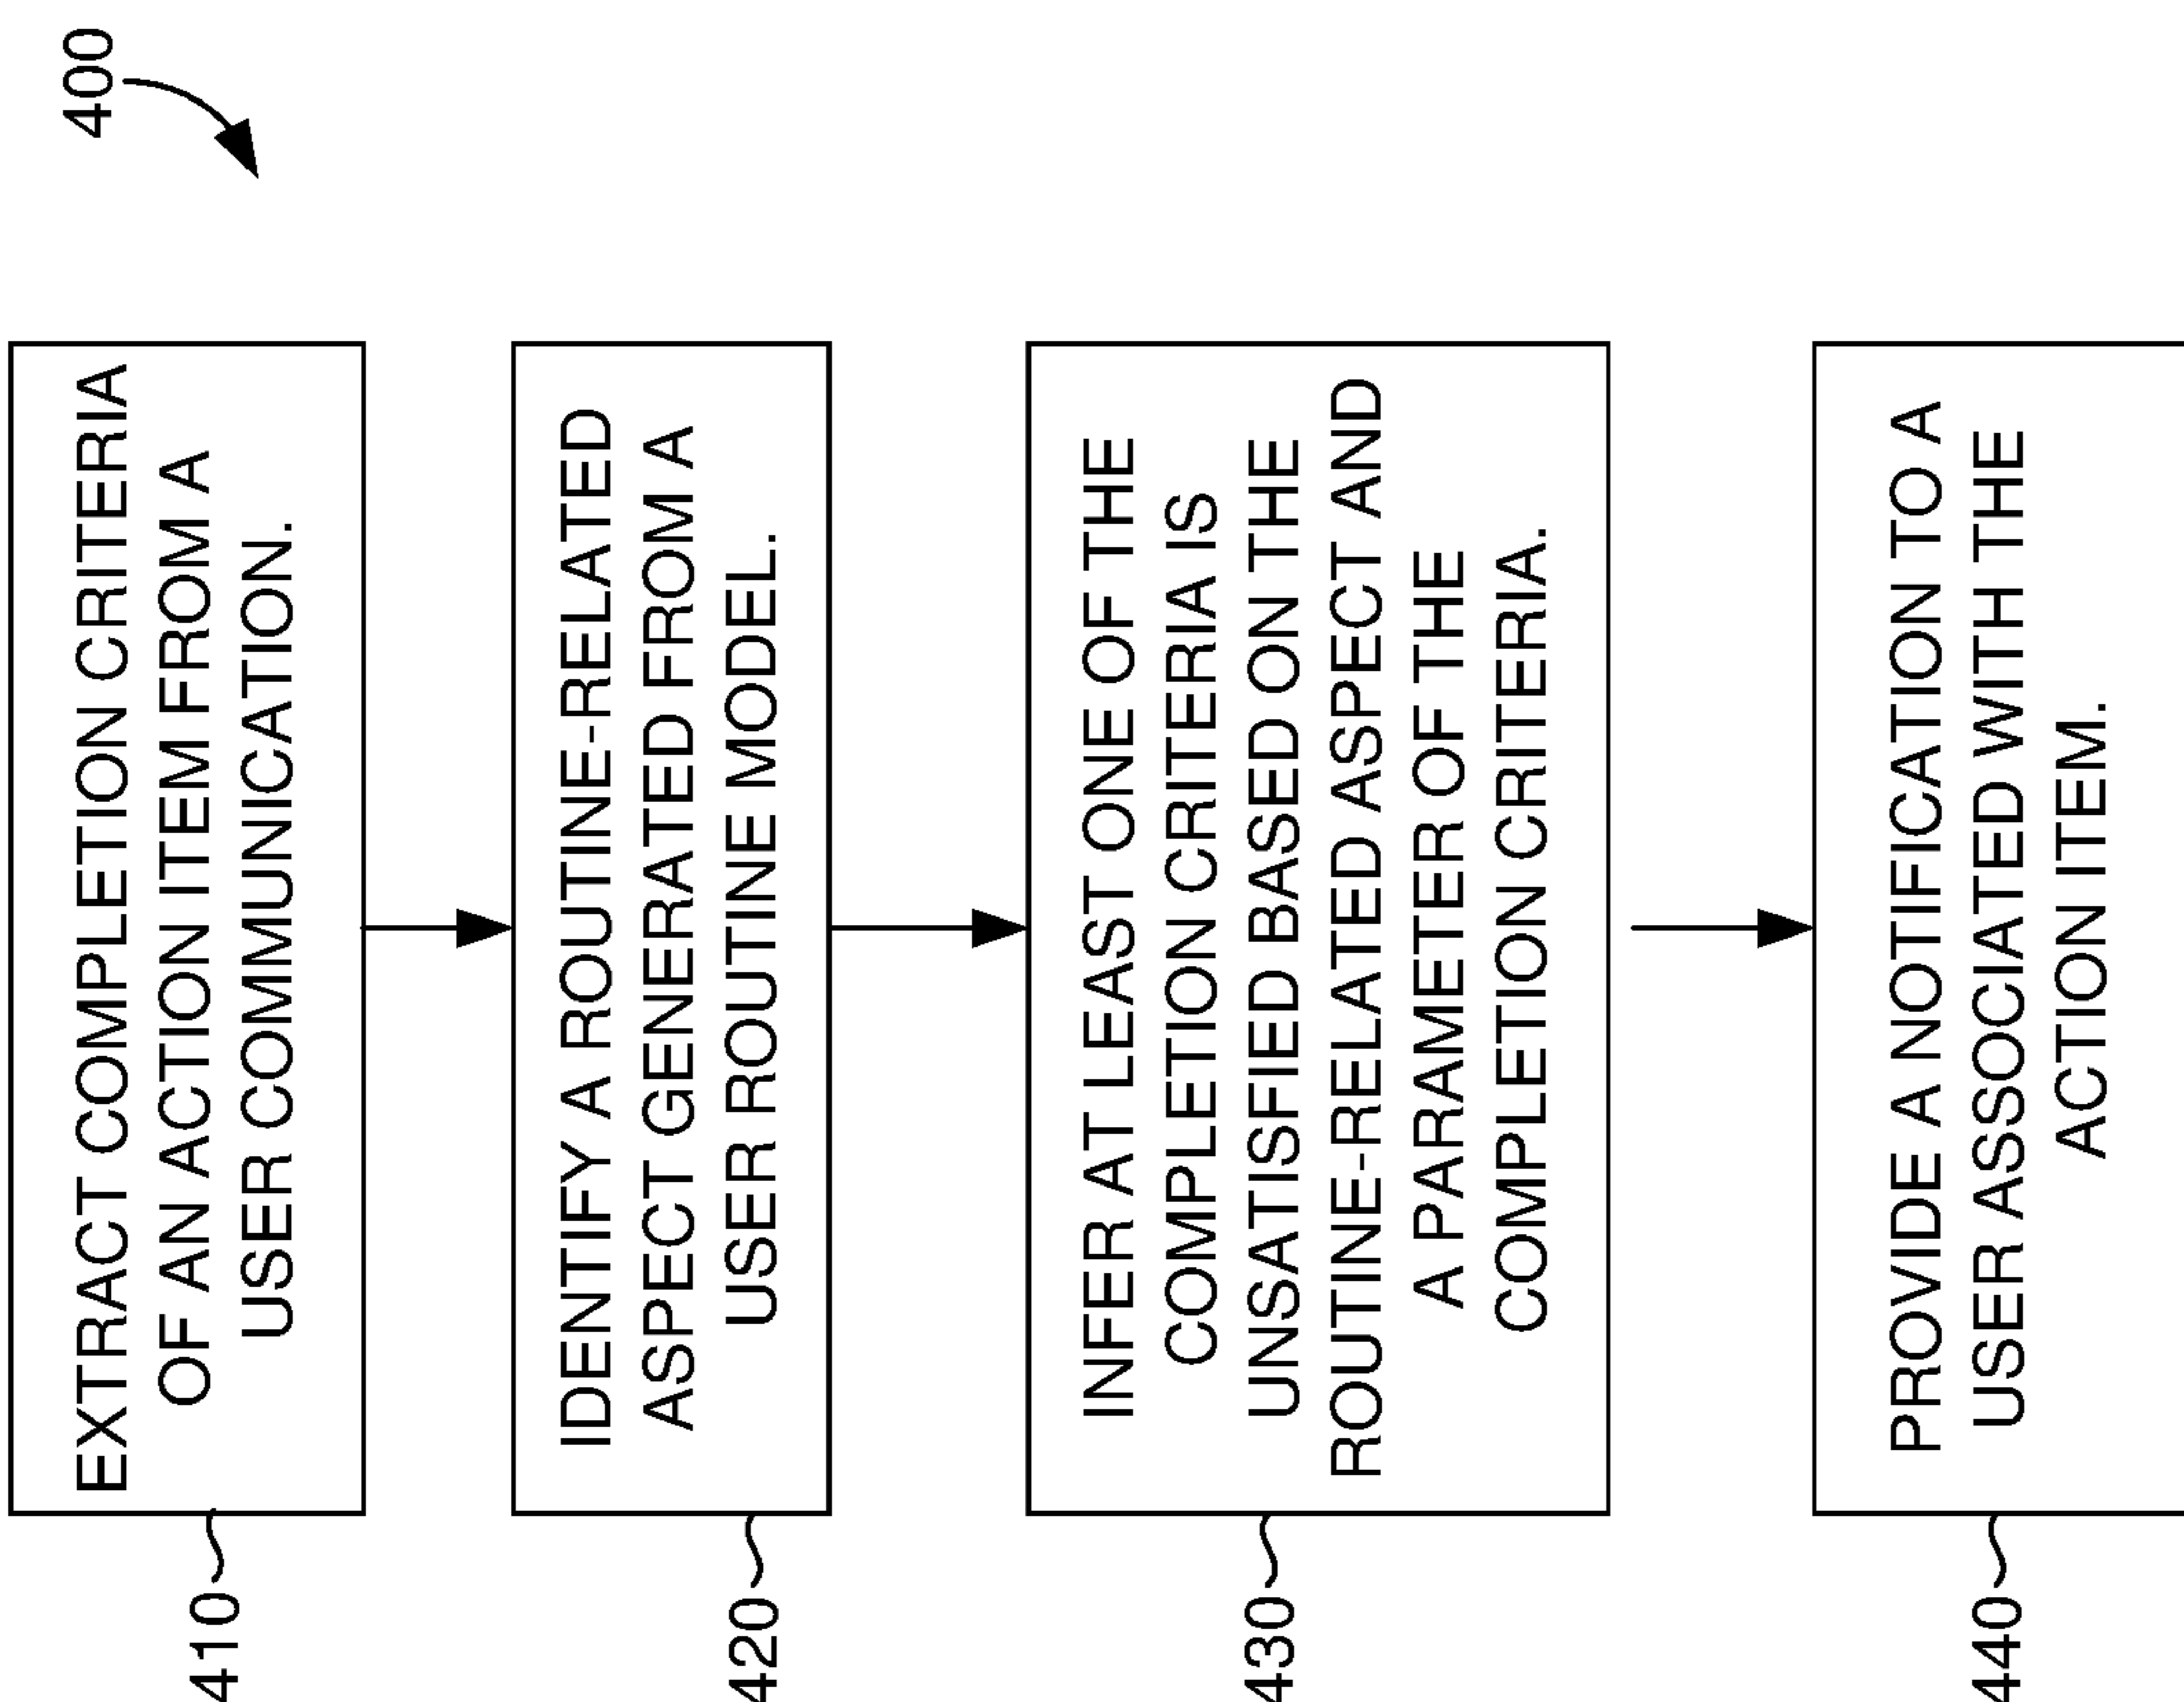 400
410
EXTRACT COMPLETION CRITERIA
OF AN ACTION ITEM FROM A
USER COMMUNICATION.
420
IDENTIFY A ROUTINE-RELATED
ASPECT GENERATED FROM A
USER ROUTINE MODEL.
430
INFER AT LEAST ONE OF THE
COMPLETION CRITERIA IS
UNSATISFIED BASED ON THE
ROUTINE-RELATED ASPECT AND
A PARAMETER OF THE
COMPLETION CRITERIA.
440
PROVIDE A NOTIFICATION TO A
USER ASSOCIATED WITH THE
ACTION ITEM.